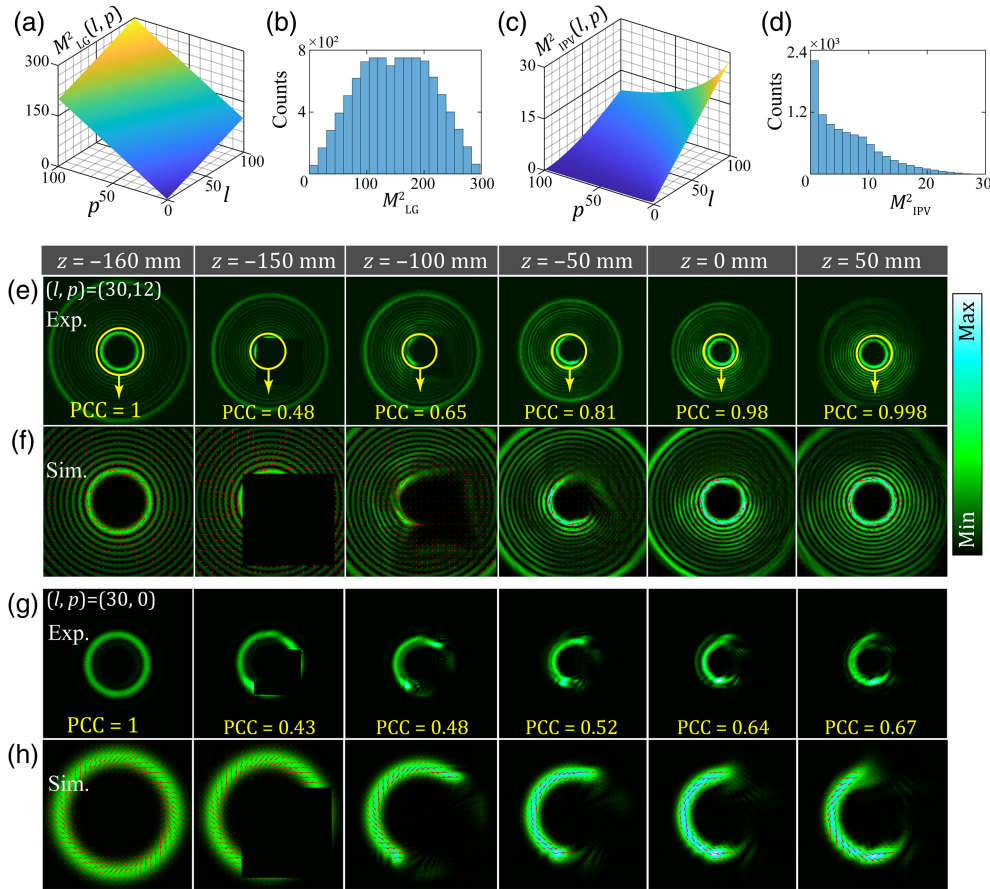 (a)
M²LG(l, p)
300
150
0
100
50
p
0
50
l
100
(b)
8 ×10²
4
Counts
0
100
200
300
M²LG
(c)
M²IPV(l, p)
30
15
0
100
50
p
0
50
l
100
(d)
×10³
2.4
1.2
Counts
0
10
20
30
M²IPV
z = −160 mm z = −150 mm z = −100 mm z = −50 mm z = 0 mm z = 50 mm
(e)
(l, p)=(30,12)
Exp.
PCC = 1 PCC = 0.48 PCC = 0.65 PCC = 0.81 PCC = 0.98 PCC = 0.998
(f)
Sim.
Max
Min
(g)
(l, p)=(30, 0)
Exp.
PCC = 1 PCC = 0.43 PCC = 0.48 PCC = 0.52 PCC = 0.64 PCC = 0.67
(h)
Sim.